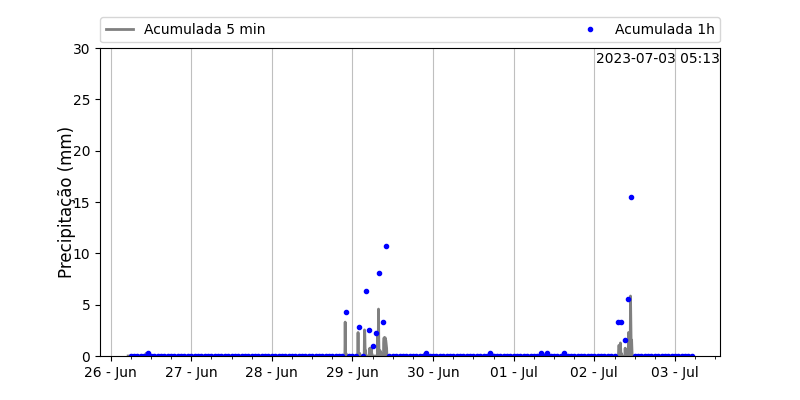 Acumulada 5 min
Acumulada 1h
2023-07-03 05:13
Precipitação (mm)
30
25
20
15
10
5
0
26 - Jun
27 - Jun
28 - Jun
29 - Jun
30 - Jun
01 - Jul
02 - Jul
03 - Jul